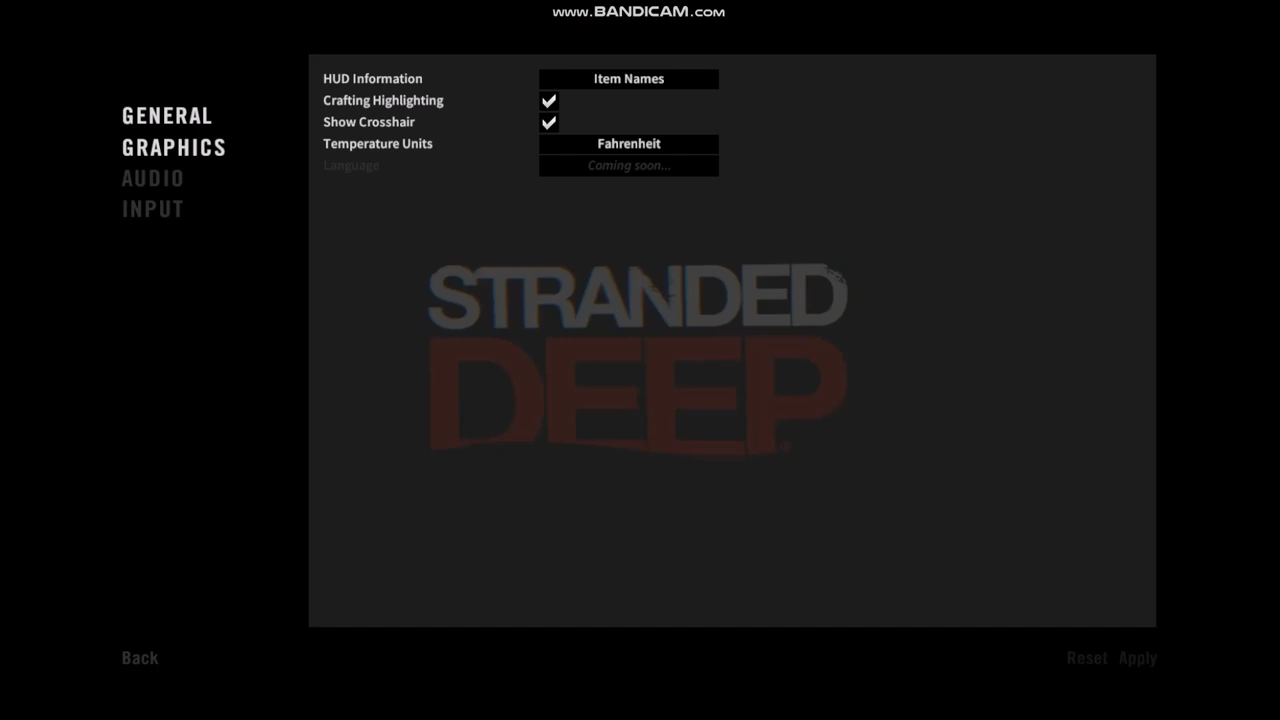 www.BANDICAM.com
GENERAL
GRAPHICS
AUDIO
INPUT
HUD Information Item Names
Crafting Highlighting
Show Crosshair
Temperature Units Fahrenheit
Language Coming soon...
STRANDED
DEEP
Back
Reset Apply